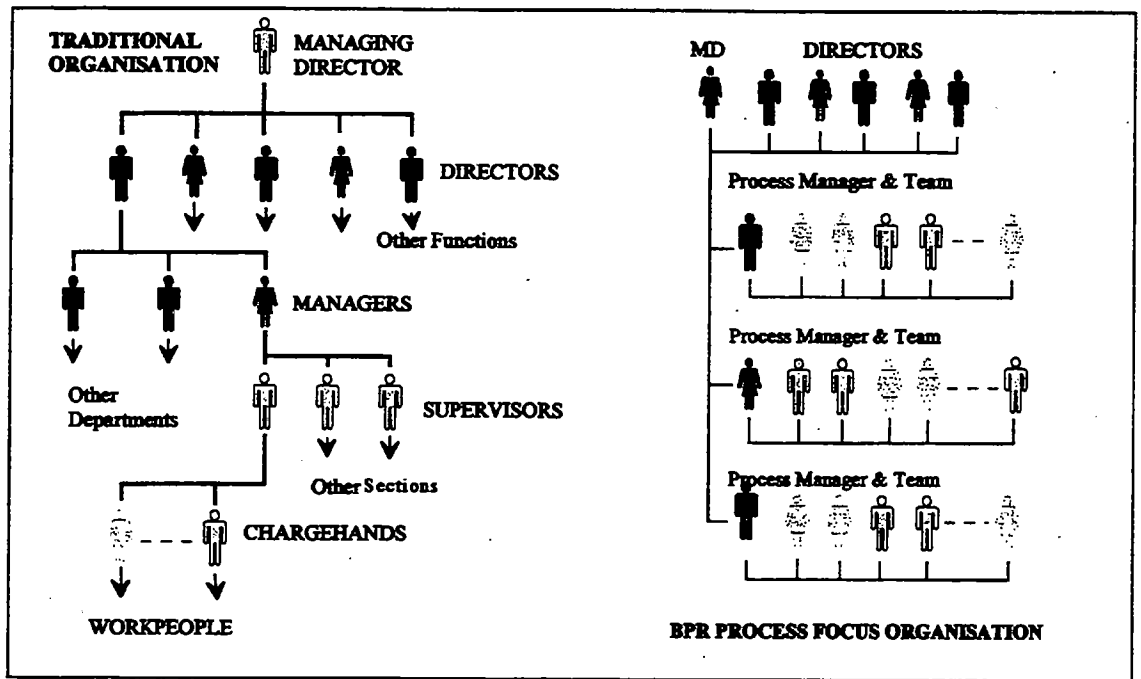 TRADITIONAL
ORGANISATION
MANAGING
DIRECTOR
DIRECTORS
Other Functions
MANAGERS
Other
Departments
SUPERVISORS
Other Sections
CHARGEHANDS
WORKPEOPLE
MD
DIRECTORS
Process Manager & Team
Process Manager & Team
Process Manager & Team
BPR PROCESS FOCUS ORGANISATION